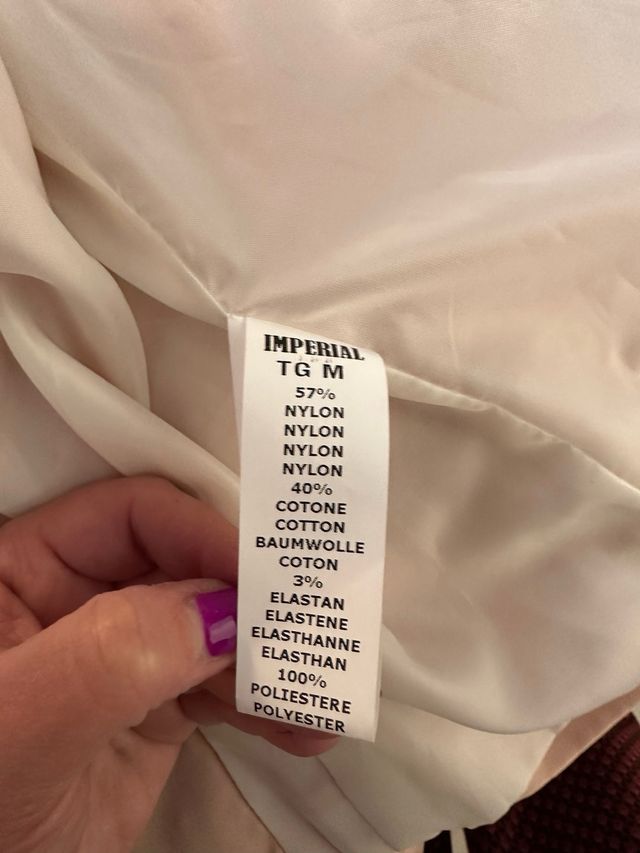 IMPERIAL
TG M
57%
NYLON
NYLON
NYLON
NYLON
40%
COTONE
COTTON
BAUMWOLLE
COTON
3%
ELASTAN
ELASTENE
ELASTHANNE
ELASTHAN
100%
POLIESTERE
POLYESTER